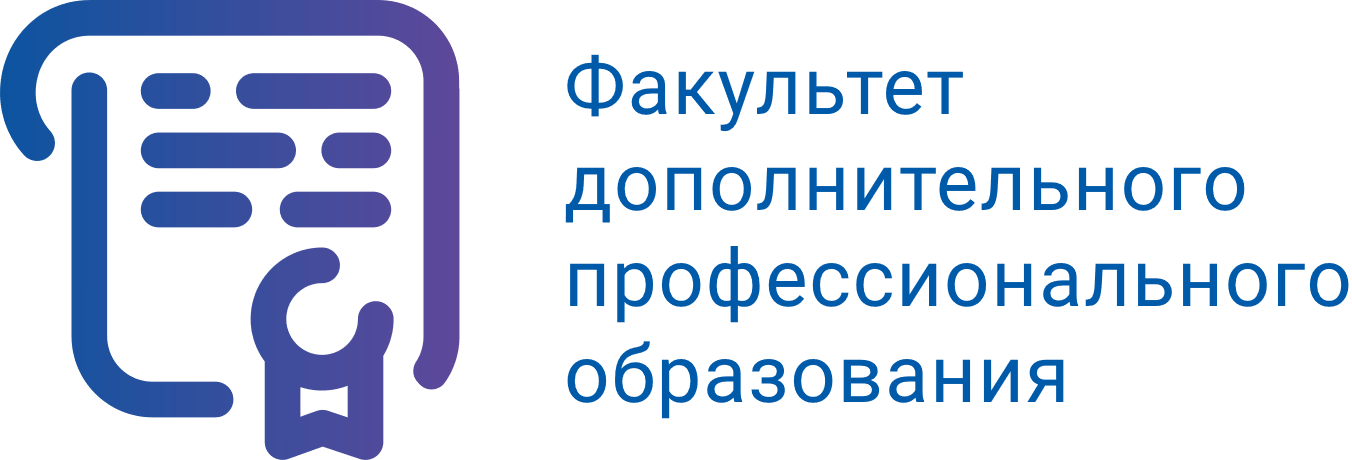 Факультет
дополнительного
профессионального
образования